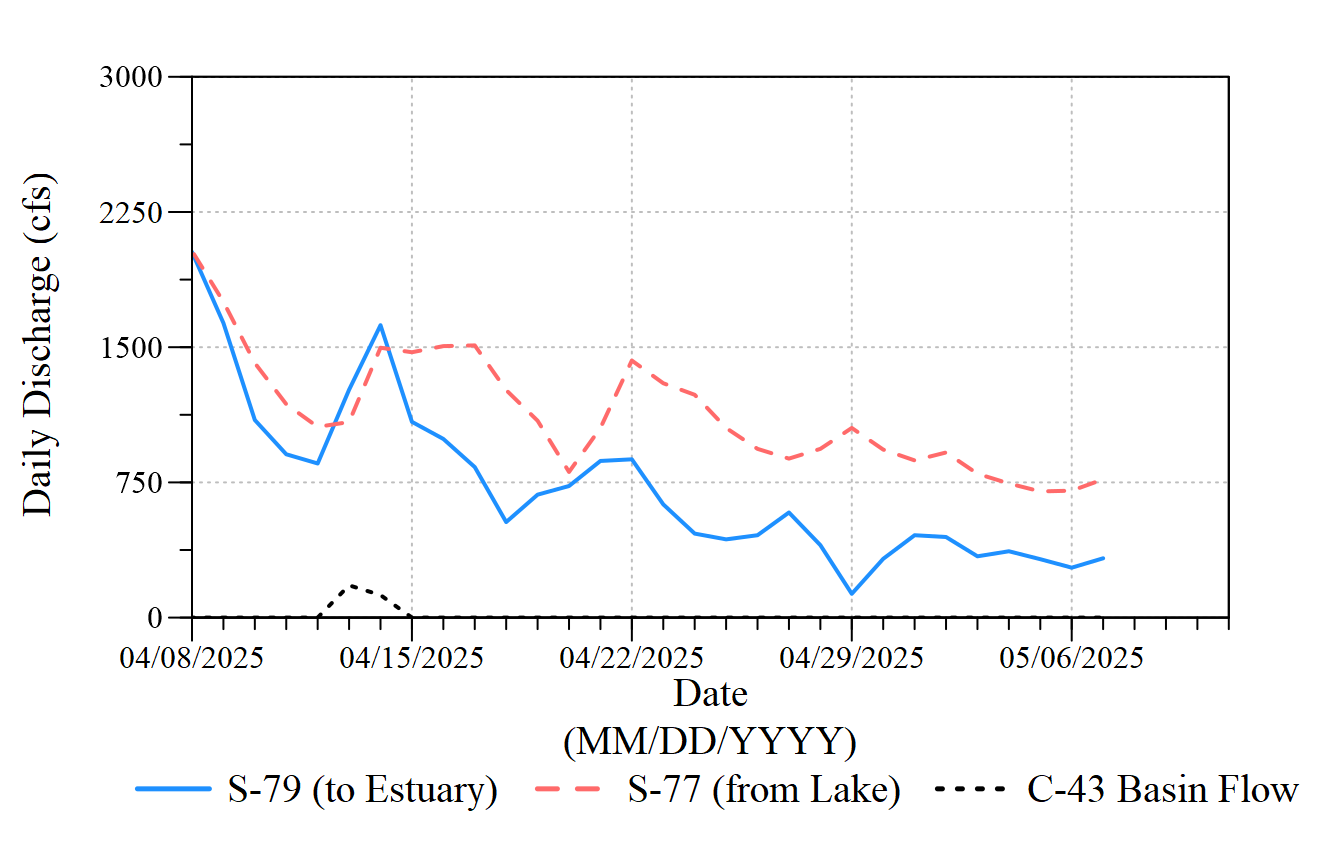 3000
2250
1500
750
0
Daily Discharge (cfs)
04/08/2025 04/15/2025 04/22/2025 04/29/2025 05/06/2025
Date
(MM/DD/YYYY)
S-79 (to Estuary) S-77 (from Lake) C-43 Basin Flow